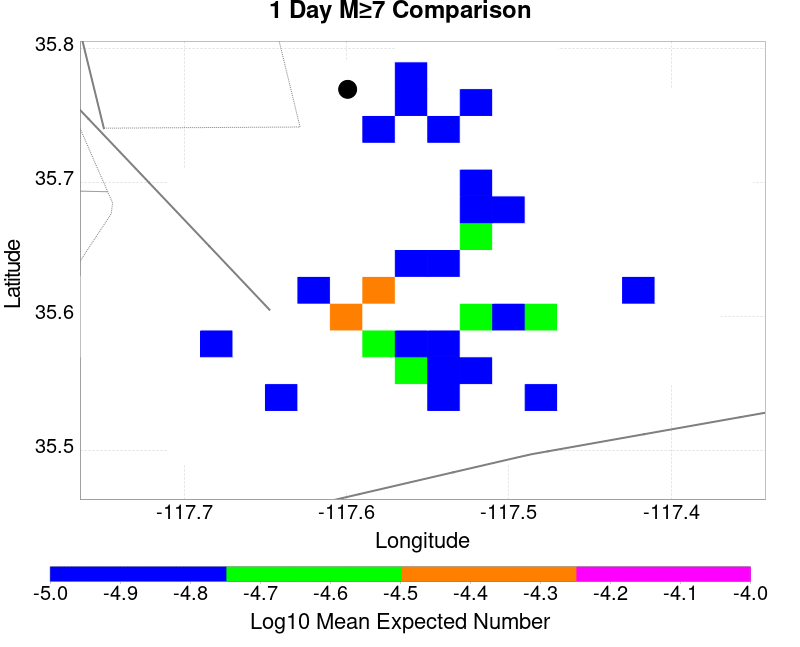 1 Day M≥7 Comparison
35.8
35.7
35.6
35.5
Latitude
-117.7 -117.6 -117.5 -117.4
Longitude
-5.0 -4.9 -4.8 -4.7 -4.6 -4.5 -4.4 -4.3 -4.2 -4.1 -4.0
Log10 Mean Expected Number